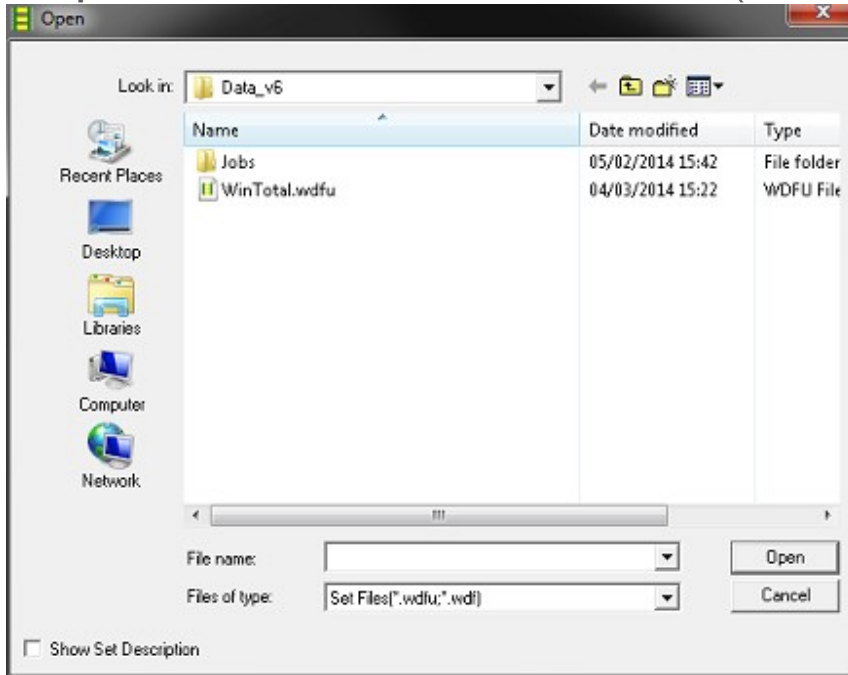 Open
Look in: Data_v6
Name Date modified Type
Jobs 05/02/2014 15:42 File folder
WinTotal.wdfu 04/03/2014 15:22 WDFU File
Recent Places
Desktop
Libraries
Computer
Network
File name: Open
Files of type: Set Files(*.wdfu;*.wdf) Cancel
Show Set Description